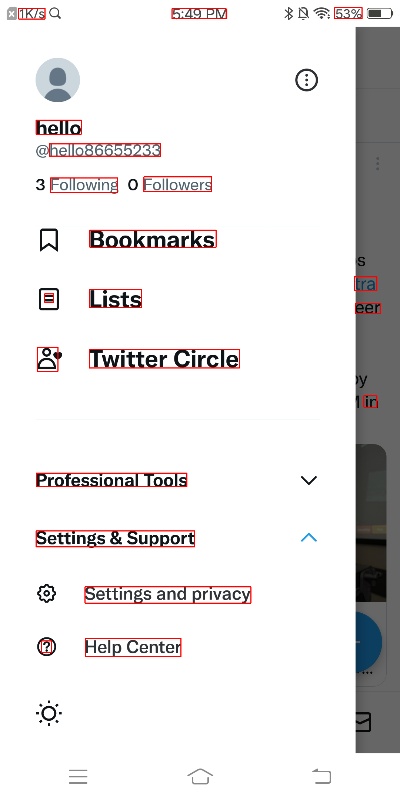 1K/s 5:49 PM 53%
hello
@hello86655233
3 Following 0 Followers
Bookmarks
Lists
Twitter Circle
Professional Tools
Settings & Support
Settings and privacy
Help Center
in